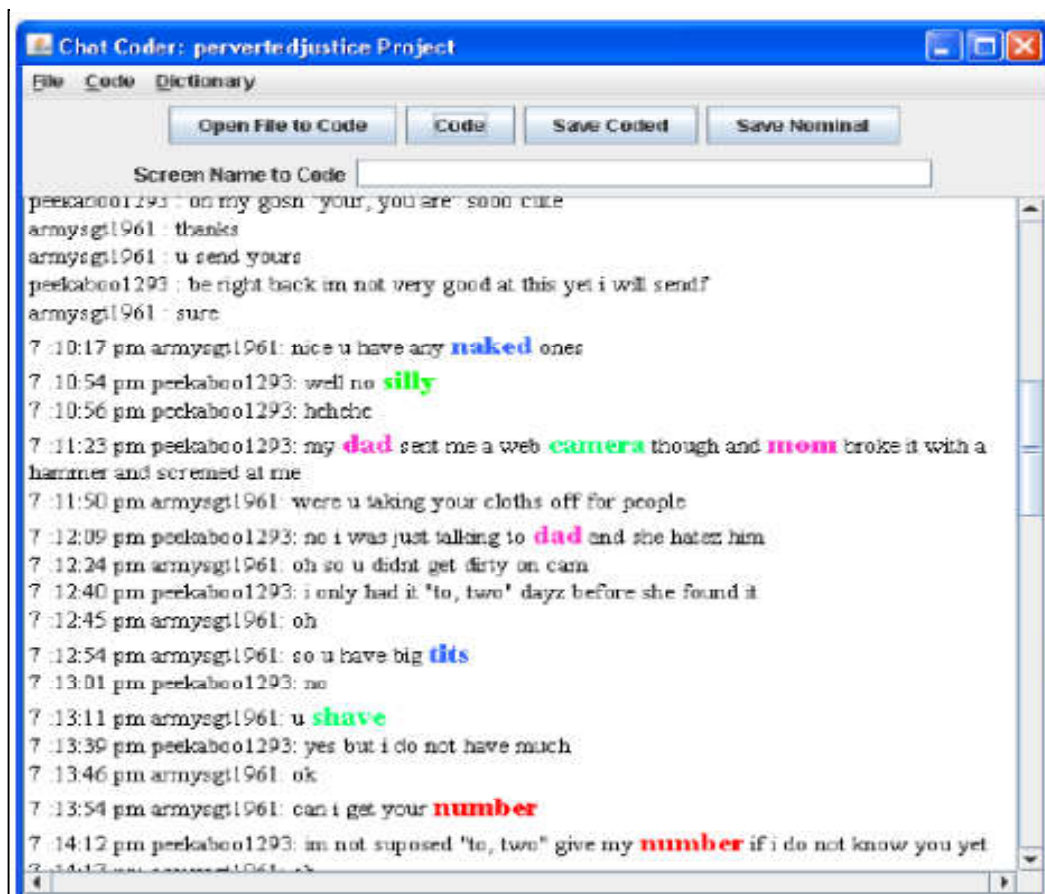 Chat Coder: pervertedjustice Project
File Code Dictionary
Open File to Code Code Save Coded Save Nominal
Screen Name to Code
peekaboo1293 : oh my gosh "your, you are" sooo cute
armysgt1961 : thanks
armysgt1961 : u send yours
peekaboo1293 : be right back im not very good at this yet i will send!'
armysgt1961 : sure
7 :10:17 pm armysgt1961: nice u have any naked ones
7 :10:54 pm peekaboo1293: well no silly
7 :10:56 pm peekaboo1293: hehehe
7 :11:23 pm peekaboo1293: my dad sent me a web camera though and mom broke it with a
hammer and scremed at me
7 :11:50 pm armysgt1961: were u taking your cloths off for people
7 :12:09 pm peekaboo1293: no i was just talking to dad and she hatez him
7 :12:24 pm armysgt1961: oh so u didnt get dirty on cam
7 :12:40 pm peekaboo1293: i only had it "to, two" dayz before she found it
7 :12:45 pm armysgt1961: oh
7 :12:54 pm armysgt1961: so u have big tits
7 :13:01 pm peekaboo1293: no
7 :13:11 pm armysgt1961: u shave
7 :13:39 pm peekaboo1293: yes but i do not have much
7 :13:46 pm armysgt1961: ok
7 :13:54 pm armysgt1961: can i get your number
7 :14:12 pm peekaboo1293: im not suposed "to, two" give my number if i do not know you yet